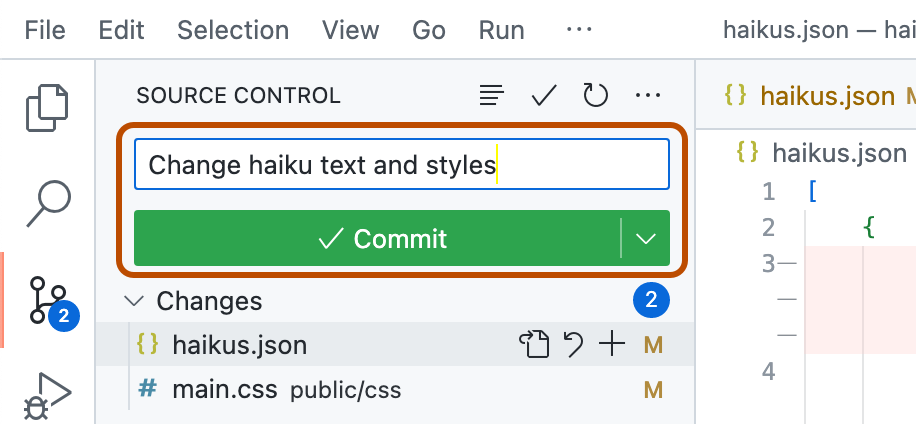 File Edit Selection View Go Run ··· haikus.json — hai
SOURCE CONTROL ···
{} haikus.json M
Change haiku text and styles
{} haikus.json
Commit
1 [
2 {
3—
—
—
4
Changes 2
2
{} haikus.json M
# main.css public/css M